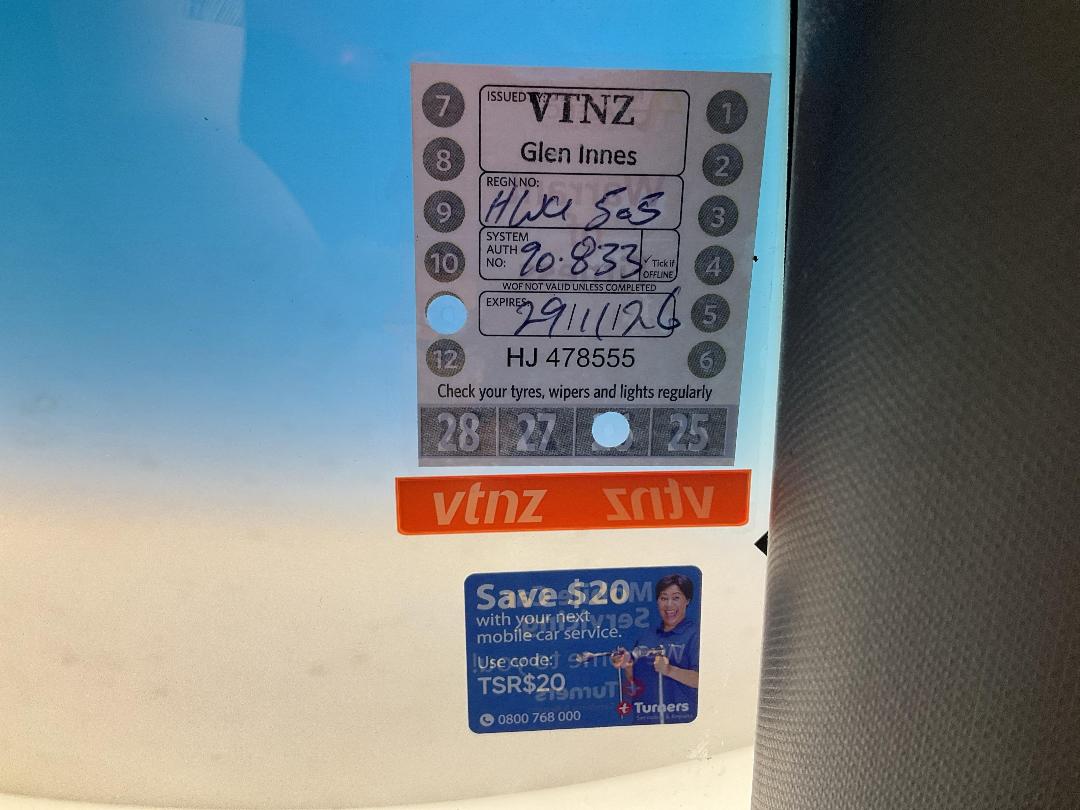 7
ISSUED BY:
VTNZ
1
8
Glen Innes
2
REGN NO:
9
505
3
SYSTEM
AUTH
NO:
90·833
✓ Tick if
OFFLINE
10
4
WOF NOT VALID UNLESS COMPLETED
EXPIRES:
29/11/26
5
12
HJ 478555
6
Check your tyres, wipers and lights regularly
28 27 25
vtnz vtnz
Save $20
with your next
mobile car service.
Use code:
TSR$20
Turners
0800 768 000